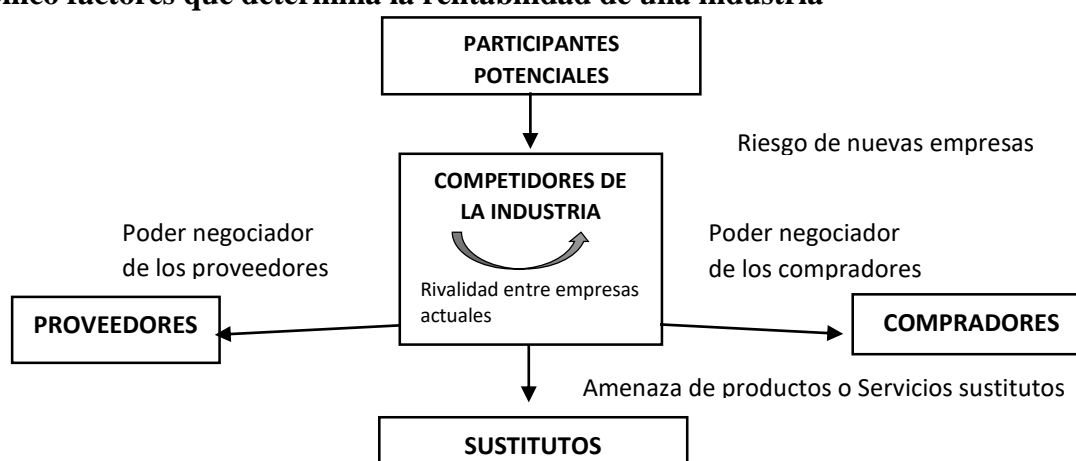 cinco factores que determina la rentabilidad de una industria
PARTICIPANTES
POTENCIALES
Riesgo de nuevas empresas
COMPETIDORES DE
LA INDUSTRIA
Poder negociador
de los proveedores
Poder negociador
de los compradores
Rivalidad entre empresas
actuales
PROVEEDORES
COMPRADORES
Amenaza de productos o Servicios sustitutos
SUSTITUTOS